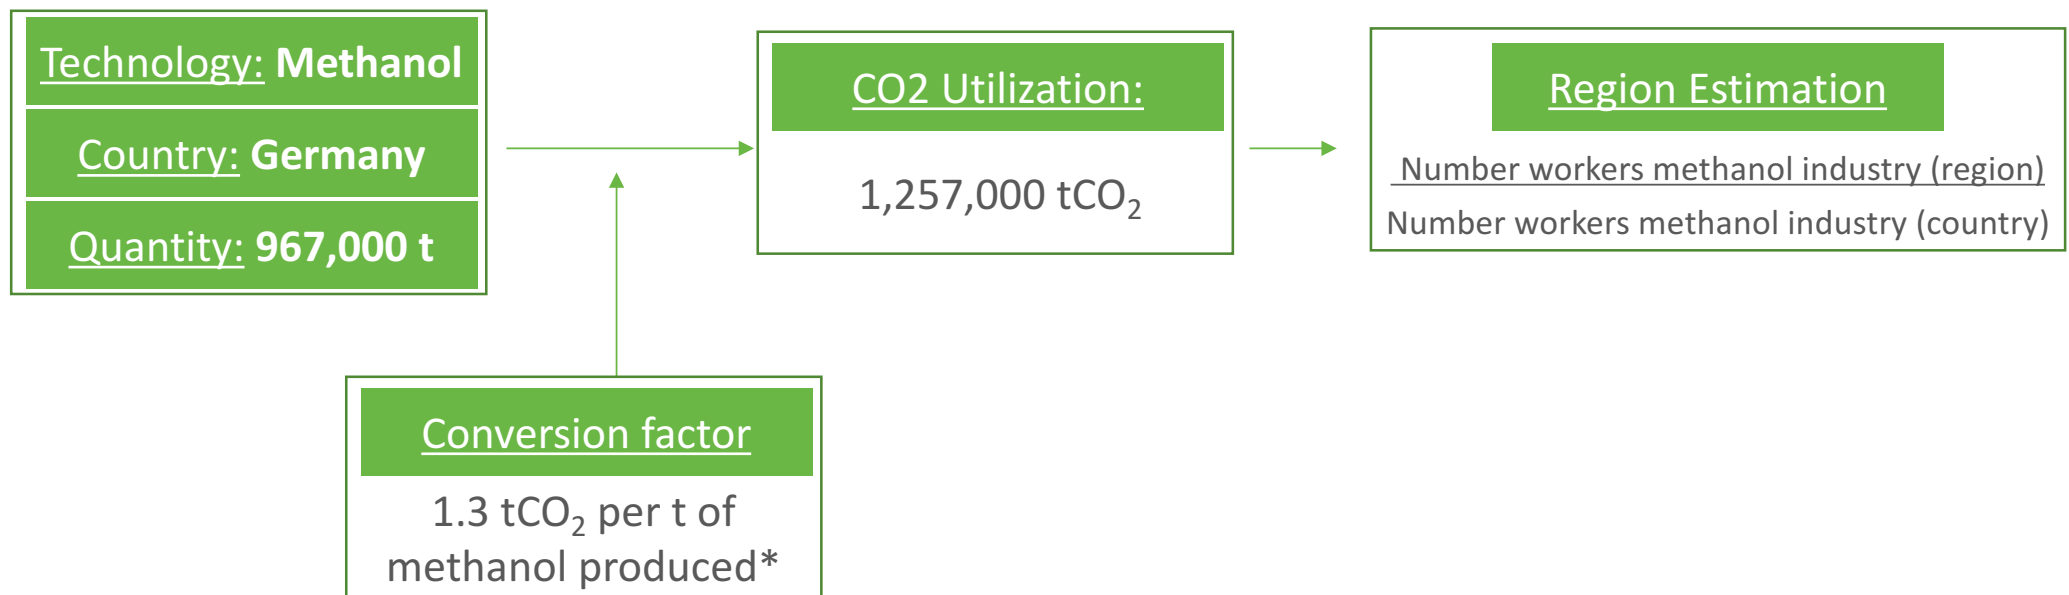 Technology: Methanol
Country: Germany
Quantity: 967,000 t
CO2 Utilization:
1,257,000 tCO₂
Region Estimation
Number workers methanol industry (region)
Number workers methanol industry (country)
Conversion factor
1.3 tCO₂ per t of
methanol produced*